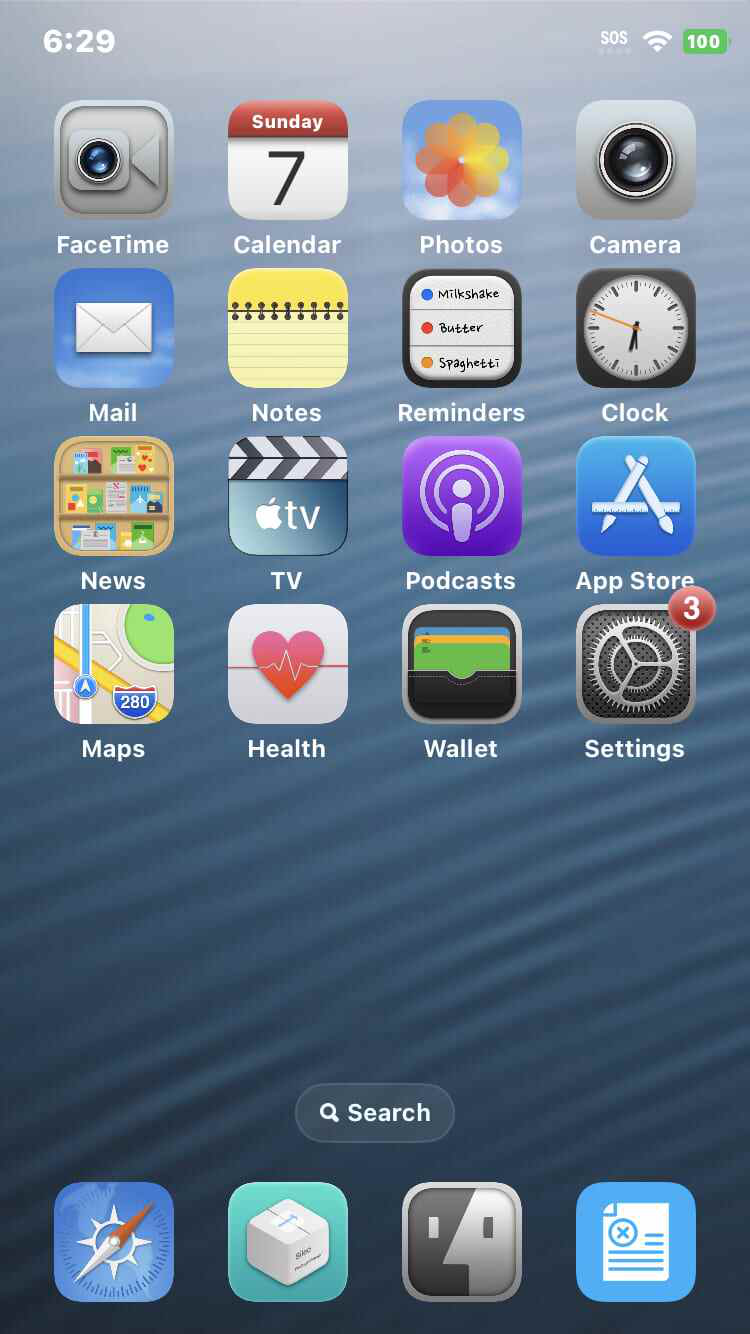 6:29
SOS
100
Sunday
7
FaceTime
Calendar
Photos
Camera
Milkshake
Butter
Spaghetti
Mail
Notes
Reminders
Clock
tv
News
TV
Podcasts
App Store
280
3
Maps
Health
Wallet
Settings
Search
Sileo